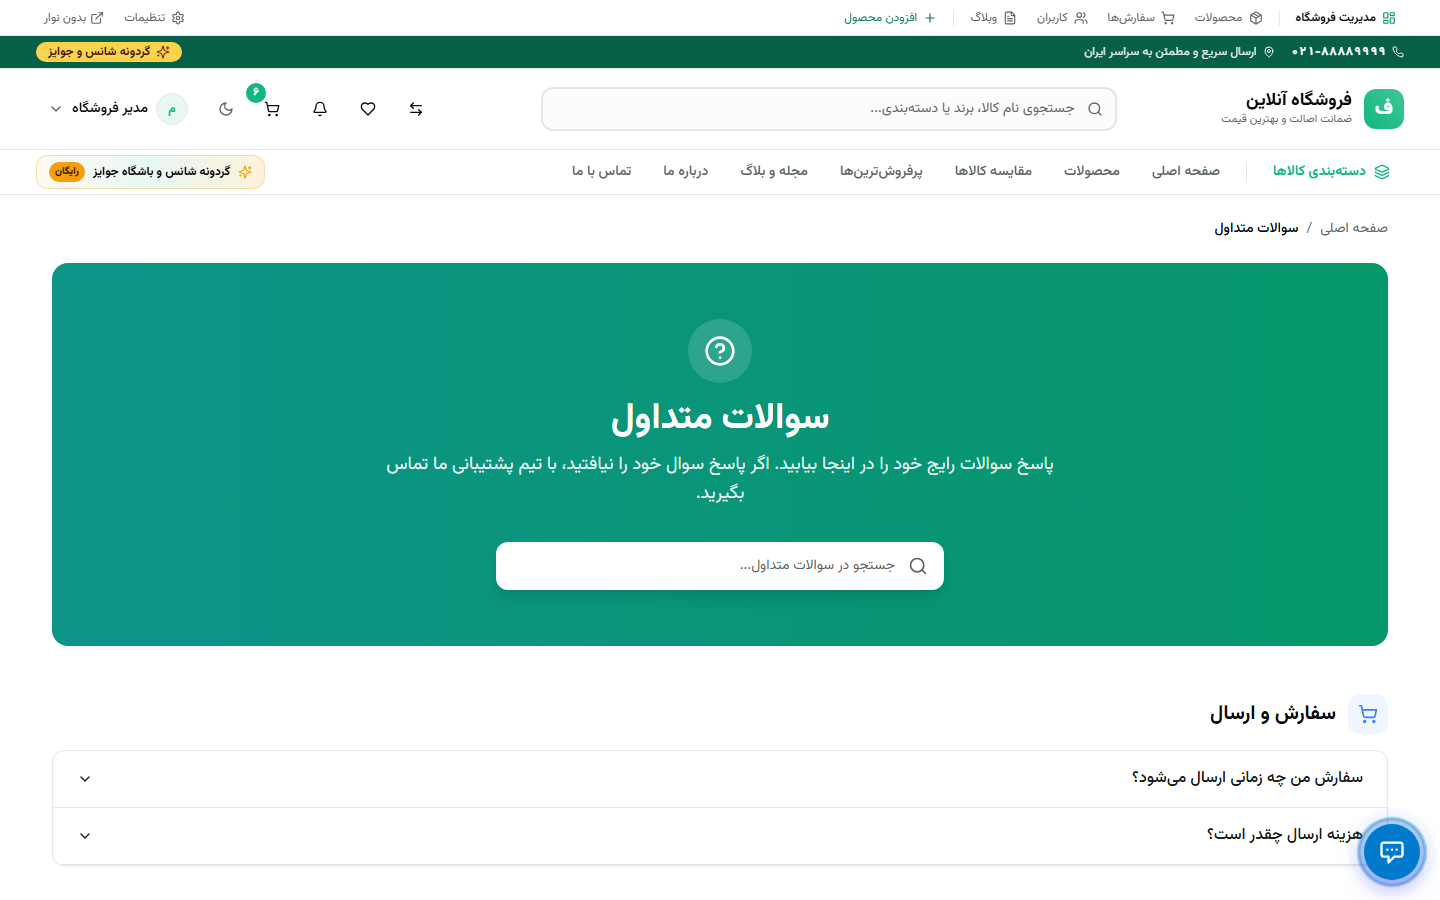 مدیریت فروشگاه
محصولات
سفارش‌ها
کاربران
وبلاگ
افزودن محصول
تنظیمات
بدون نوار
۰۲۱-۸۸۸۸۹۹۹۹
ارسال سریع و مطمئن به سراسر ایران
گردونه شانس و جوایز
ف
فروشگاه آنلاین
ضمانت اصالت و بهترین قیمت
جستجوی نام کالا، برند یا دسته‌بندی...
۶
م
مدیر فروشگاه
دسته‌بندی کالاها
صفحه اصلی
محصولات
مقایسه کالاها
پرفروش‌ترین‌ها
مجله و بلاگ
درباره ما
تماس با ما
گردونه شانس و باشگاه جوایز
رایگان
صفحه اصلی / سوالات متداول
سوالات متداول
پاسخ سوالات رایج خود را در اینجا بیابید. اگر پاسخ سوال خود را نیافتید، با تیم پشتیبانی ما تماس
بگیرید.
جستجو در سوالات متداول...
سفارش و ارسال
سفارش من چه زمانی ارسال می‌شود؟
هزینه ارسال چقدر است؟